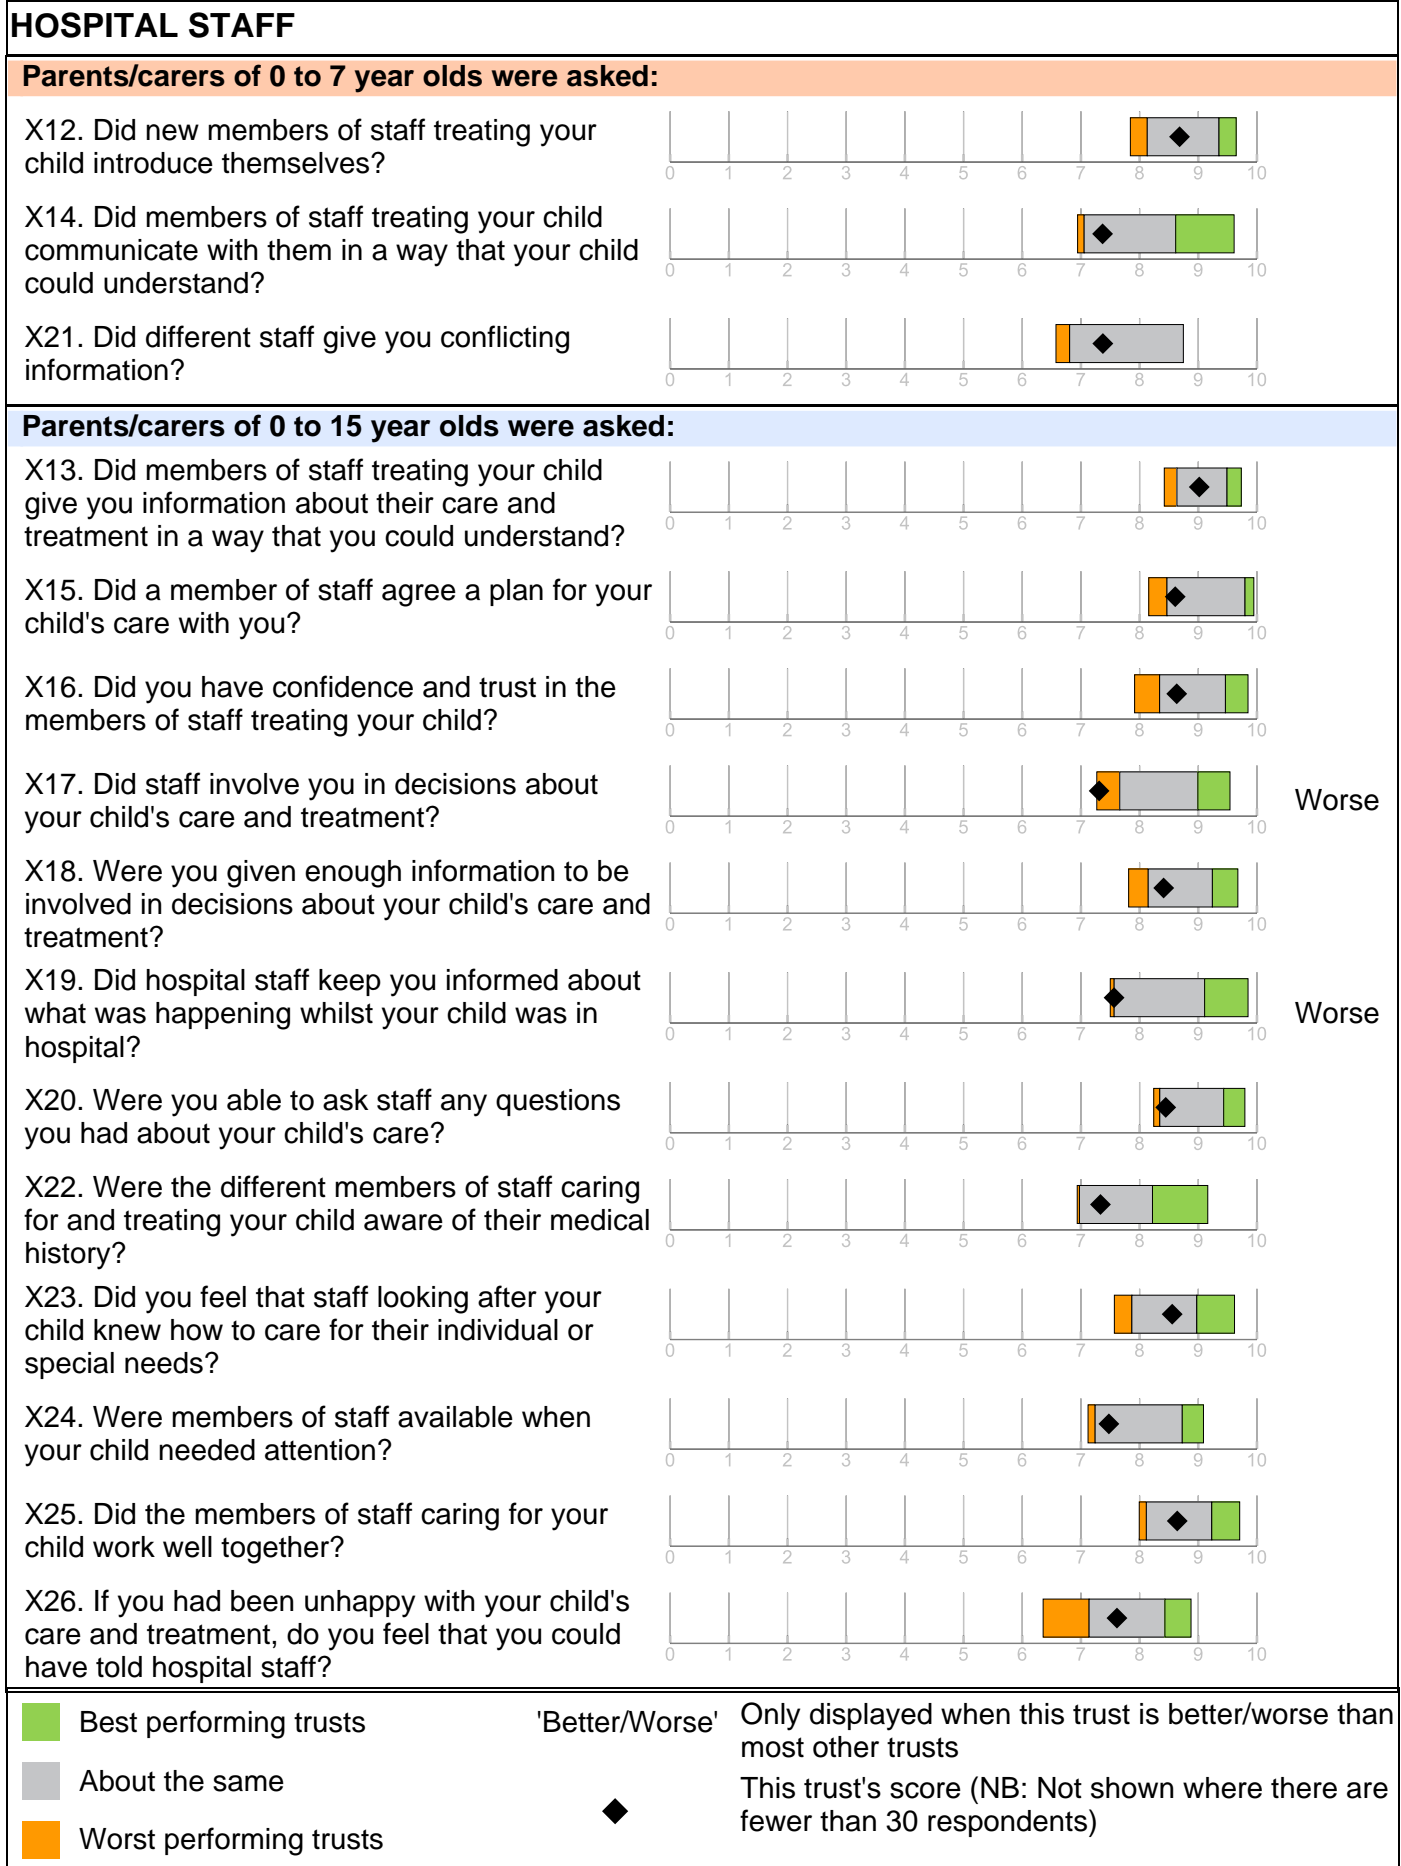 HOSPITAL STAFF
Parents/carers of 0 to 7 year olds were asked:
X12. Did new members of staff treating your
child introduce themselves?
0 1 2 3 4 5 6 7 8 9 10
X14. Did members of staff treating your child
communicate with them in a way that your child
could understand?
0 1 2 3 4 5 6 7 8 9 10
X21. Did different staff give you conflicting
information?
0 1 2 3 4 5 6 7 8 9 10
Parents/carers of 0 to 15 year olds were asked:
X13. Did members of staff treating your child
give you information about their care and
treatment in a way that you could understand?
0 1 2 3 4 5 6 7 8 9 10
X15. Did a member of staff agree a plan for your
child's care with you?
0 1 2 3 4 5 6 7 8 9 10
X16. Did you have confidence and trust in the
members of staff treating your child?
0 1 2 3 4 5 6 7 8 9 10
X17. Did staff involve you in decisions about
your child's care and treatment?
0 1 2 3 4 5 6 7 8 9 10
Worse
X18. Were you given enough information to be
involved in decisions about your child's care and
treatment?
0 1 2 3 4 5 6 7 8 9 10
X19. Did hospital staff keep you informed about
what was happening whilst your child was in
hospital?
0 1 2 3 4 5 6 7 8 9 10
Worse
X20. Were you able to ask staff any questions
you had about your child's care?
0 1 2 3 4 5 6 7 8 9 10
X22. Were the different members of staff caring
for and treating your child aware of their medical
history?
0 1 2 3 4 5 6 7 8 9 10
X23. Did you feel that staff looking after your
child knew how to care for their individual or
special needs?
0 1 2 3 4 5 6 7 8 9 10
X24. Were members of staff available when
your child needed attention?
0 1 2 3 4 5 6 7 8 9 10
X25. Did the members of staff caring for your
child work well together?
0 1 2 3 4 5 6 7 8 9 10
X26. If you had been unhappy with your child's
care and treatment, do you feel that you could
have told hospital staff?
0 1 2 3 4 5 6 7 8 9 10
Best performing trusts
About the same
Worst performing trusts
'Better/Worse'
Only displayed when this trust is better/worse than
most other trusts
This trust's score (NB: Not shown where there are
fewer than 30 respondents)